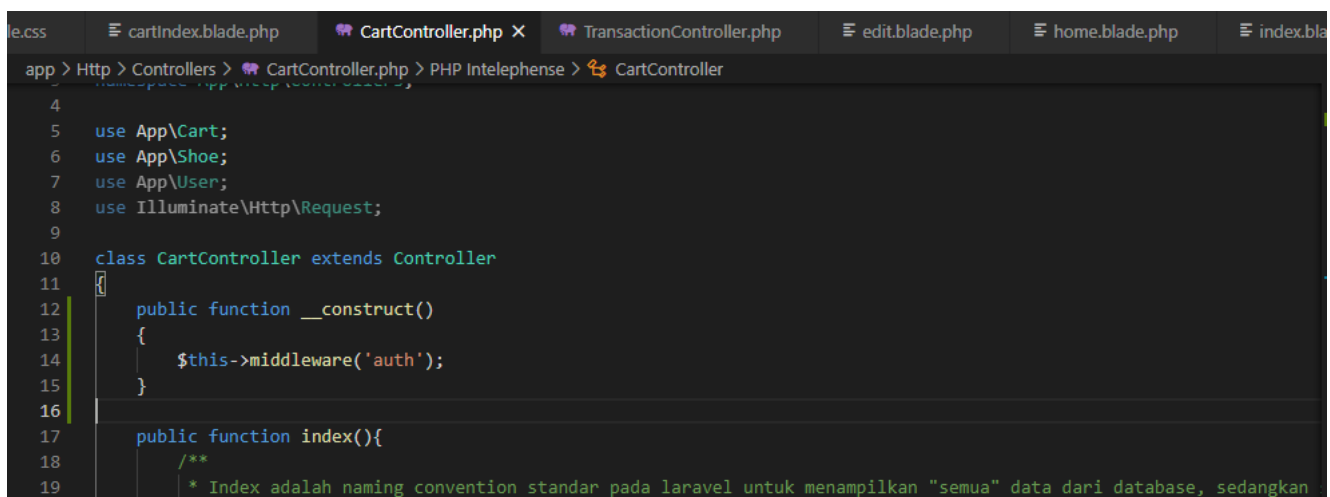 le.css cartIndex.blade.php CartController.php TransactionController.php edit.blade.php home.blade.php index.bla
app > Http > Controllers > CartController.php > PHP Intelephense > CartController
4
5 use App\Cart;
6 use App\Shoe;
7 use App\User;
8 use Illuminate\Http\Request;
9
10 class CartController extends Controller
11 {
12 public function __construct()
13 {
14 $this->middleware('auth');
15 }
16
17 public function index(){
18 /**
19 * Index adalah naming convention standar pada laravel untuk menampilkan "semua" data dari database, sedangkan